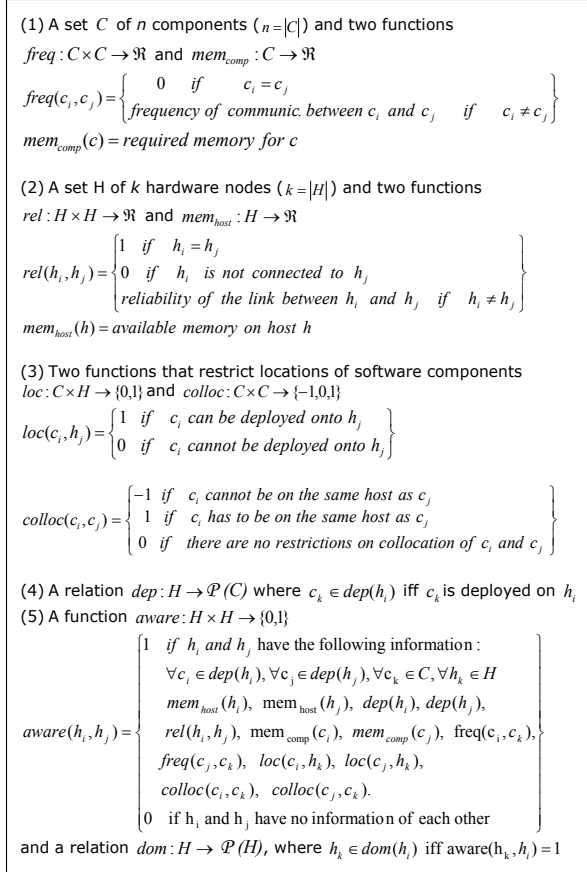 (1) A set C of n components ( n=|C| ) and two functions
freq : C×C → ℜ and mem_comp : C → ℜ
freq(c_i, c_j) = { 0 if c_i = c_j
frequency of communic. between c_i and c_j if c_i ≠ c_j }
mem_comp(c) = required memory for c
(2) A set H of k hardware nodes ( k =|H| ) and two functions
rel : H × H → ℜ and mem_host : H → ℜ
rel(h_i, h_j) = { 1 if h_i = h_j
0 if h_i is not connected to h_j
reliability of the link between h_i and h_j if h_i ≠ h_j }
mem_host(h) = available memory on host h
(3) Two functions that restrict locations of software components
loc : C×H → {0,1} and colloc : C×C → {−1,0,1}
loc(c_i, h_j) = { 1 if c_i can be deployed onto h_j
0 if c_i cannot be deployed onto h_j }
colloc(c_i, c_j) = { −1 if c_i cannot be on the same host as c_j
1 if c_i has to be on the same host as c_j
0 if there are no restrictions on collocation of c_i and c_j }
(4) A relation dep : H → 𝒫(C) where c_k ∈ dep(h_i) iff c_k is deployed on h_i
(5) A function aware : H × H → {0,1}
aware(h_i, h_j) = { 1 if h_i and h_j have the following information :
∀c_i ∈ dep(h_i), ∀c_j ∈ dep(h_j), ∀c_k ∈ C, ∀h_k ∈ H
mem_host(h_i), mem_host(h_j), dep(h_i), dep(h_j),
rel(h_i, h_j), mem_comp(c_i), mem_comp(c_j), freq(c_i, c_k),
freq(c_j, c_k), loc(c_i, h_k), loc(c_j, h_k),
colloc(c_i, c_k), colloc(c_j, c_k).
0 if h_i and h_j have no information of each other }
and a relation dom : H → 𝒫(H), where h_k ∈ dom(h_i) iff aware(h_k, h_i) = 1